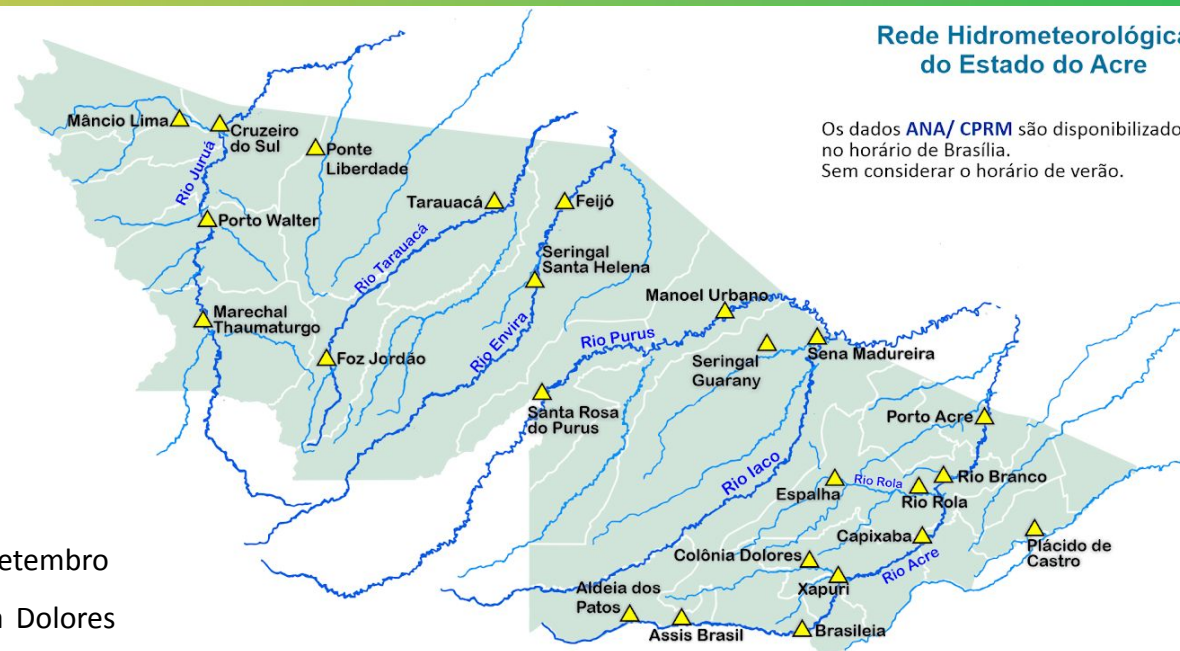 Rede Hidrometeorológica
do Estado do Acre
Os dados ANA/ CPRM são disponibilizado
no horário de Brasília.
Sem considerar o horário de verão.
Mâncio Lima
Cruzeiro
do Sul
Ponte
Liberdade
Rio Juruá
Porto Walter
Tarauacá
Feijó
Rio Tarauacá
Seringal
Santa Helena
Marechal
Thaumaturgo
Foz Jordão
Rio Envira
Manoel Urbano
Rio Purus
Seringal
Guarany
Sena Madureira
Santa Rosa
do Purus
Porto Acre
Rio Iaco
Espalha
Rio Rola
Rio Rola
Rio Branco
Capixaba
Plácido de
Castro
Colônia Dolores
Rio Acre
Xapuri
Aldeia dos
Patos
Assis Brasil
Brasileia
etembro
Dolores